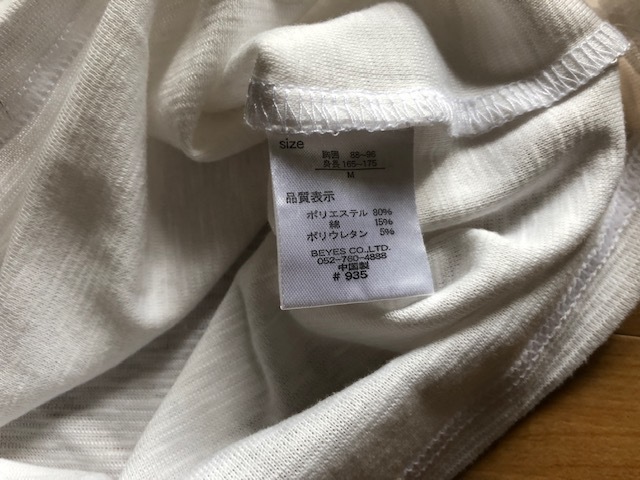 size
胸囲 88-96
身長 165-175
M
品質表示
ポリエステル 80%
綿 15%
ポリウレタン 5%
BEYES CO.,LTD.
052-760-4888
中国製
# 935